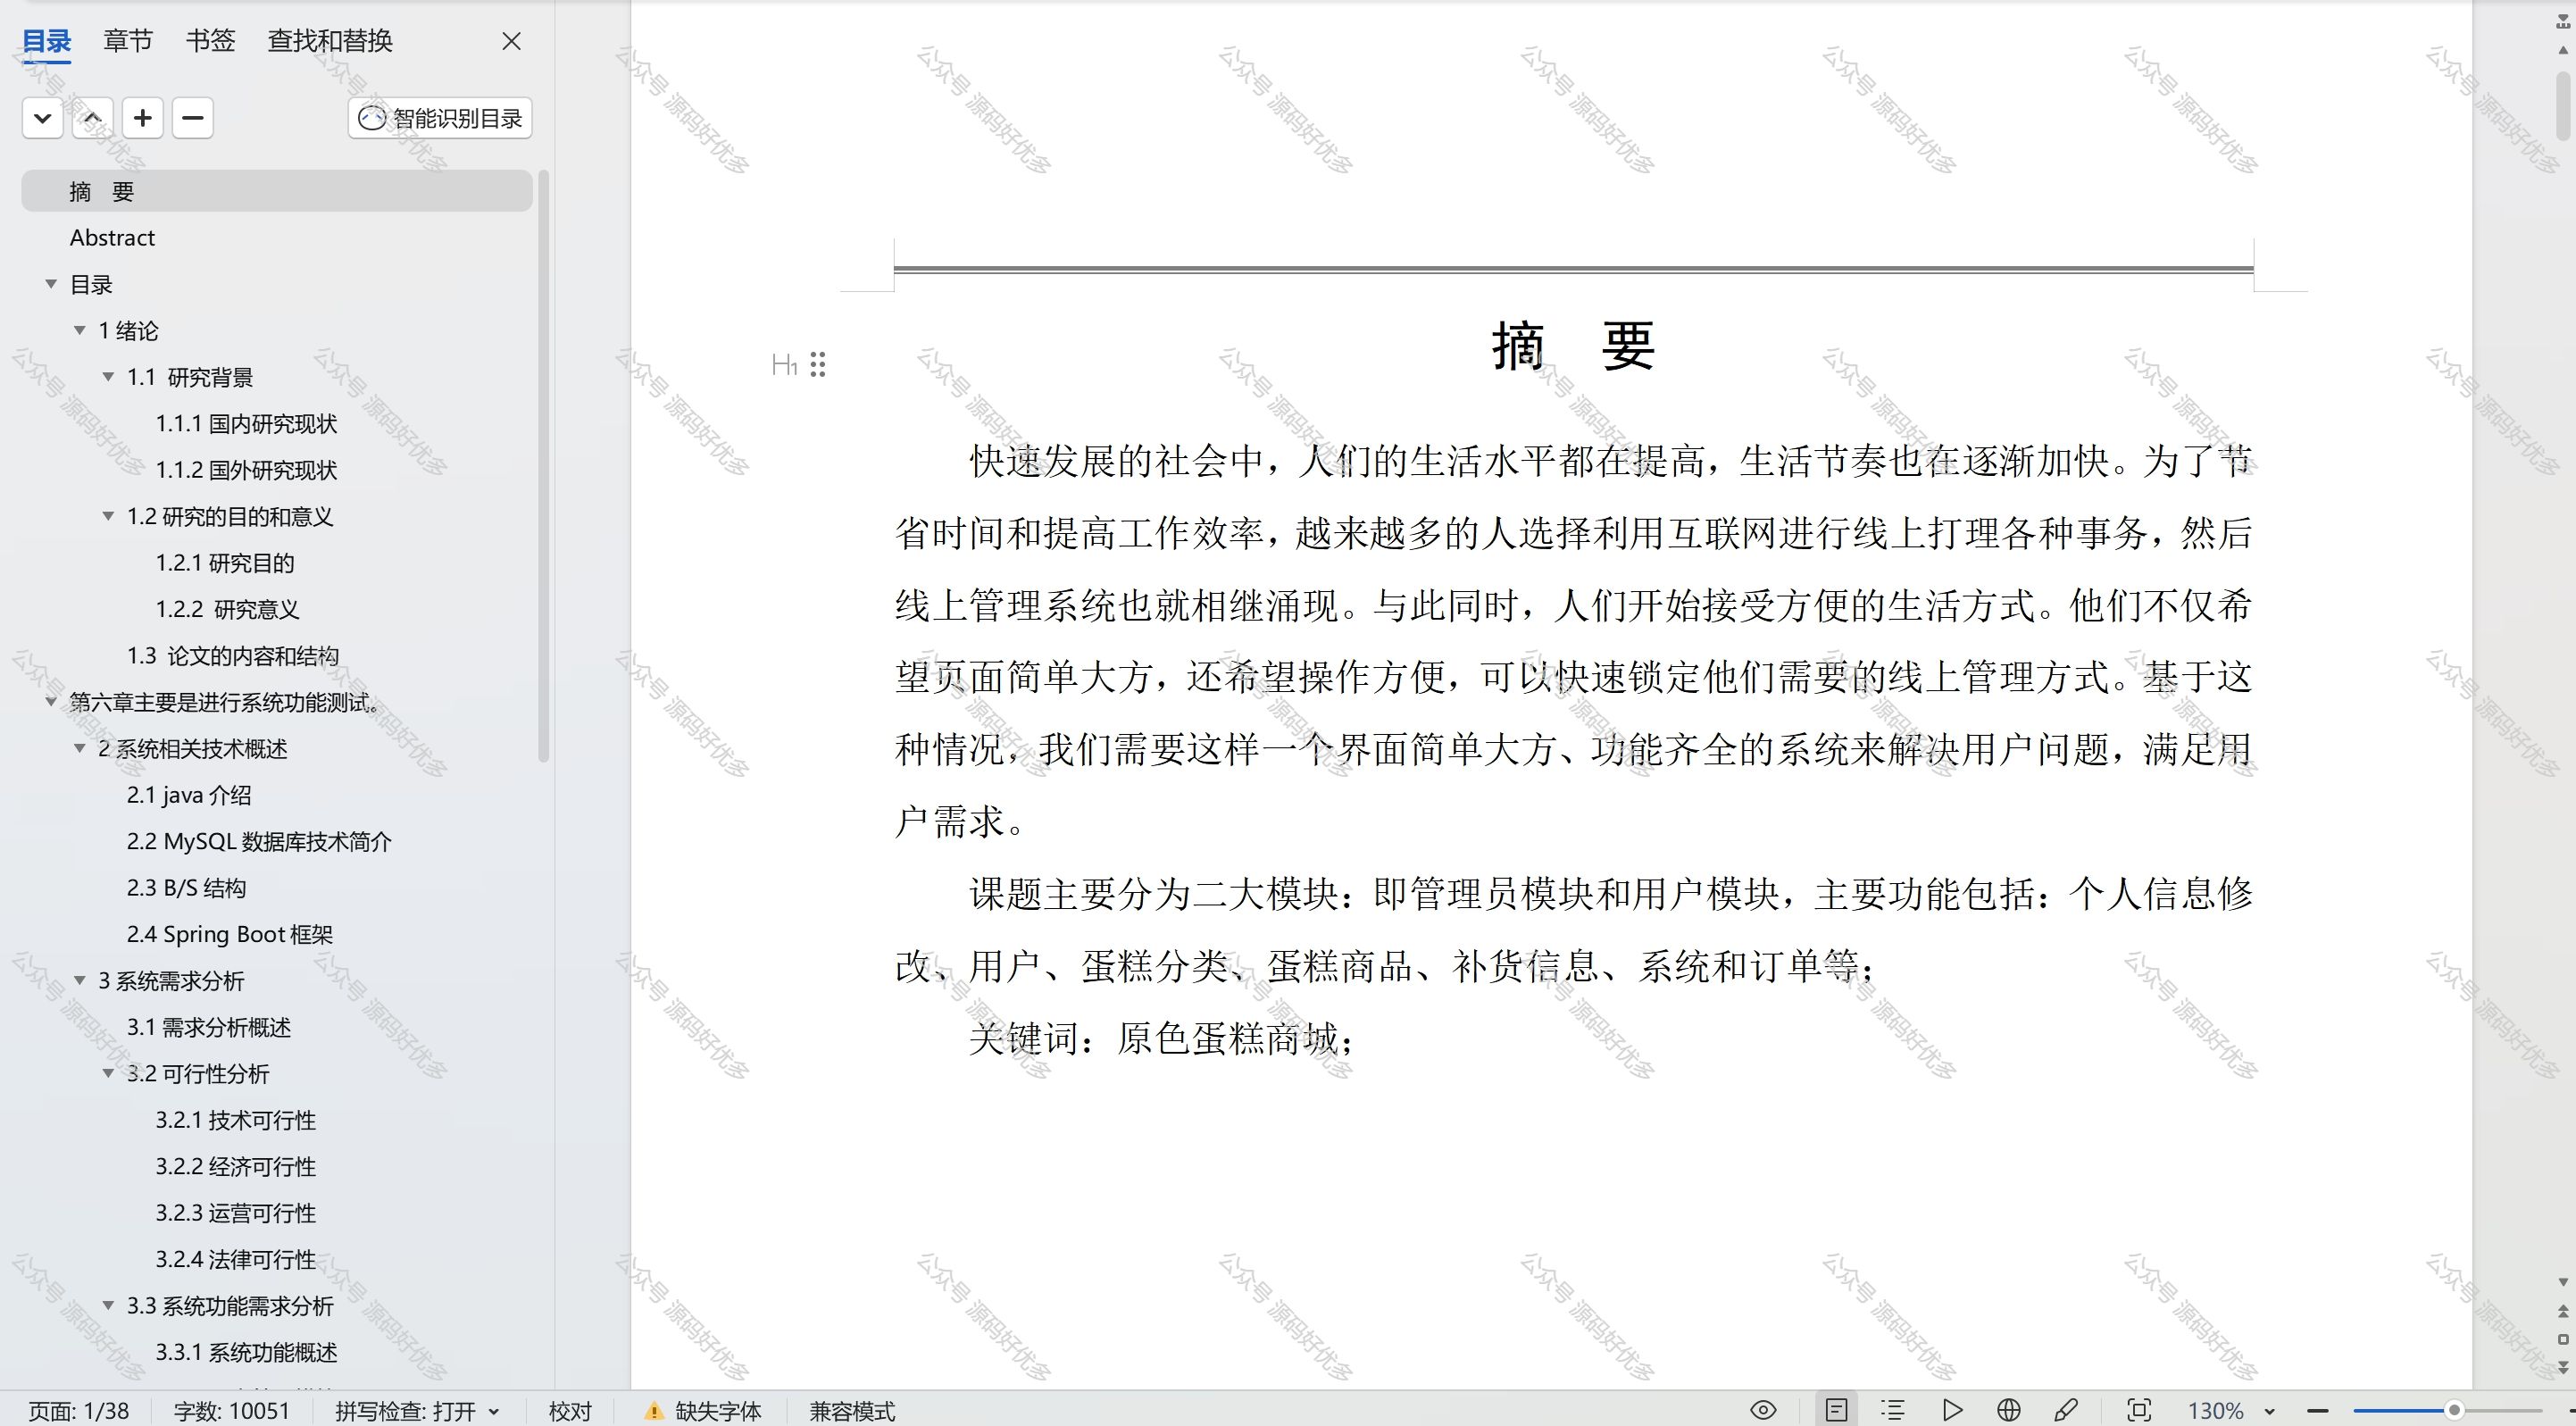 目录 章节 书签 查找和替换
智能识别目录
摘 要
Abstract
目录
1 绪论
1.1 研究背景
1.1.1 国内研究现状
1.1.2 国外研究现状
1.2 研究的目的和意义
1.2.1 研究目的
1.2.2 研究意义
1.3 论文的内容和结构
第六章主要是进行系统功能测试。
2 系统相关技术概述
2.1 java 介绍
2.2 MySQL 数据库技术简介
2.3 B/S 结构
2.4 Spring Boot 框架
3 系统需求分析
3.1 需求分析概述
3.2 可行性分析
3.2.1 技术可行性
3.2.2 经济可行性
3.2.3 运营可行性
3.2.4 法律可行性
3.3 系统功能需求分析
3.3.1 系统功能概述
H1
摘 要
快速发展的社会中，人们的生活水平都在提高，生活节奏也在逐渐加快。为了节
省时间和提高工作效率，越来越多的人选择利用互联网进行线上打理各种事务，然后
线上管理系统也就相继涌现。与此同时，人们开始接受方便的生活方式。他们不仅希
望页面简单大方，还希望操作方便，可以快速锁定他们需要的线上管理方式。基于这
种情况，我们需要这样一个界面简单大方、功能齐全的系统来解决用户问题，满足用
户需求。
课题主要分为二大模块：即管理员模块和用户模块，主要功能包括：个人信息修
改、用户、蛋糕分类、蛋糕商品、补货信息、系统和订单等；
关键词：原色蛋糕商城；
页面: 1/38 字数: 10051 拼写检查: 打开 校对 缺失字体 兼容模式 130%
公众号 源码好优多